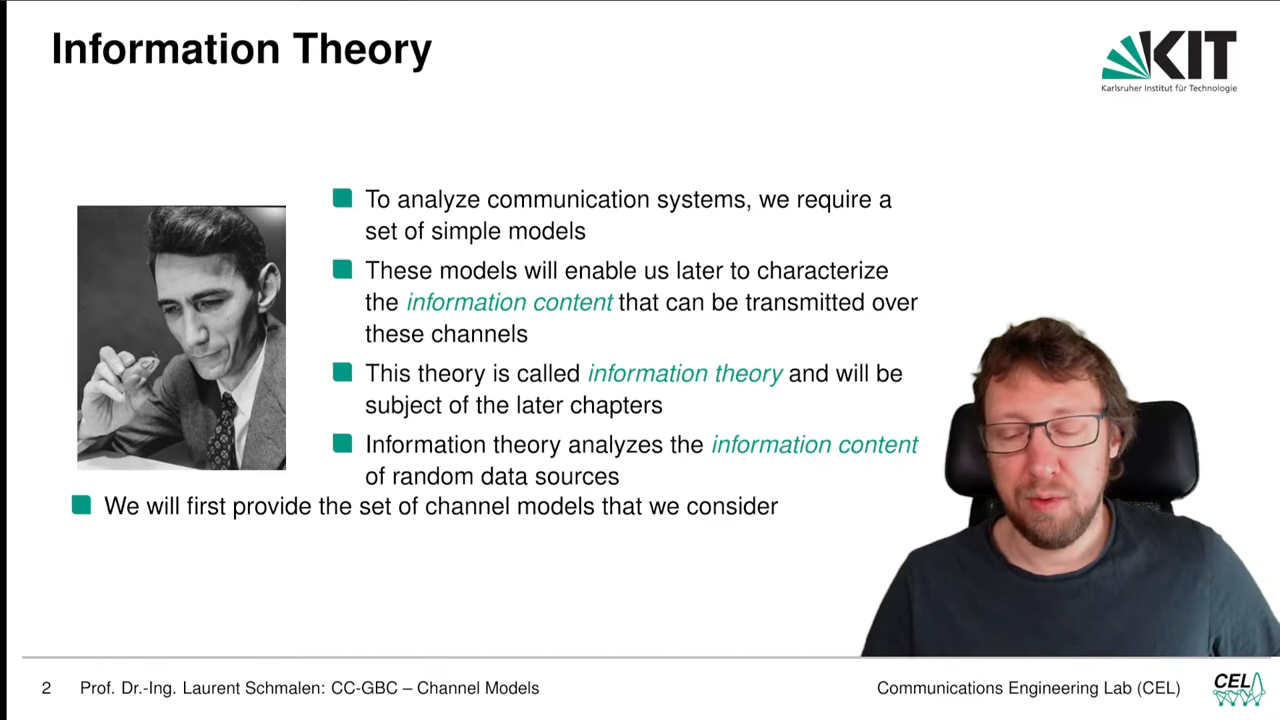 Information Theory
KIT
Karlsruher Institut für Technologie
To analyze communication systems, we require a
set of simple models
These models will enable us later to characterize
the information content that can be transmitted over
these channels
This theory is called information theory and will be
subject of the later chapters
Information theory analyzes the information content
of random data sources
We will first provide the set of channel models that we consider
2 Prof. Dr.-Ing. Laurent Schmalen: CC-GBC – Channel Models
Communications Engineering Lab (CEL)
CEL